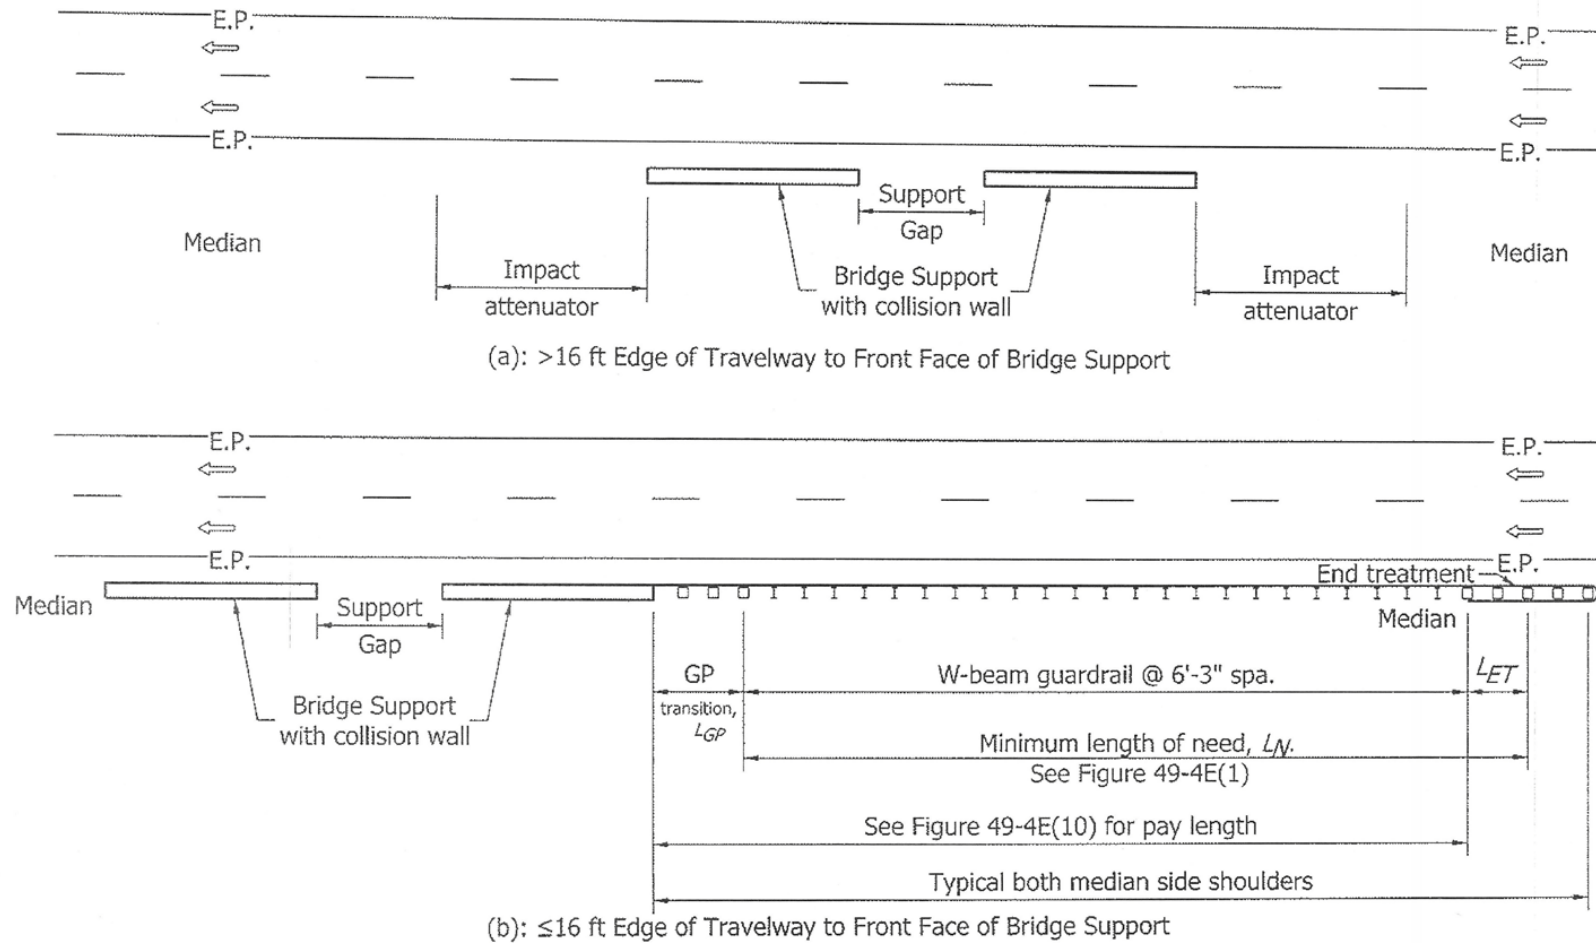 E.P.
E.P.
E.P.
E.P.
Support
Gap
Median
Median
Impact
attenuator
Bridge Support
with collision wall
Impact
attenuator
(a): >16 ft Edge of Travelway to Front Face of Bridge Support
E.P.
E.P.
E.P.
E.P.
End treatment
Median
Support
Gap
Median
GP
transition,
LGP
W-beam guardrail @ 6'-3" spa.
LET
Bridge Support
with collision wall
Minimum length of need, LN.
See Figure 49-4E(1)
See Figure 49-4E(10) for pay length
Typical both median side shoulders
(b): ≤16 ft Edge of Travelway to Front Face of Bridge Support